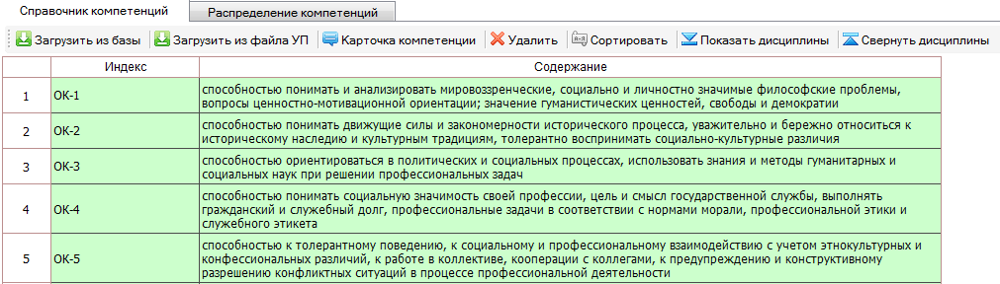 Справочник компетенций
Распределение компетенций
Загрузить из базы
Загрузить из файла УП
Карточка компетенции
Удалить
Сортировать
Показать дисциплины
Свернуть дисциплины
Индекс
Содержание
1
ОК-1
способностью понимать и анализировать мировоззренческие, социально и личностно значимые философские проблемы,
вопросы ценностно-мотивационной ориентации; значение гуманистических ценностей, свободы и демократии
2
ОК-2
способностью понимать движущие силы и закономерности исторического процесса, уважительно и бережно относиться к
историческому наследию и культурным традициям, толерантно воспринимать социально-культурные различия
3
ОК-3
способностью ориентироваться в политических и социальных процессах, использовать знания и методы гуманитарных и
социальных наук при решении профессиональных задач
4
ОК-4
способностью понимать социальную значимость своей профессии, цель и смысл государственной службы, выполнять
гражданский и служебный долг, профессиональные задачи в соответствии с нормами морали, профессиональной этики и
служебного этикета
5
ОК-5
способностью к толерантному поведению, к социальному и профессиональному взаимодействию с учетом этнокультурных и
конфессиональных различий, к работе в коллективе, кооперации с коллегами, к предупреждению и конструктивному
разрешению конфликтных ситуаций в процессе профессиональной деятельности